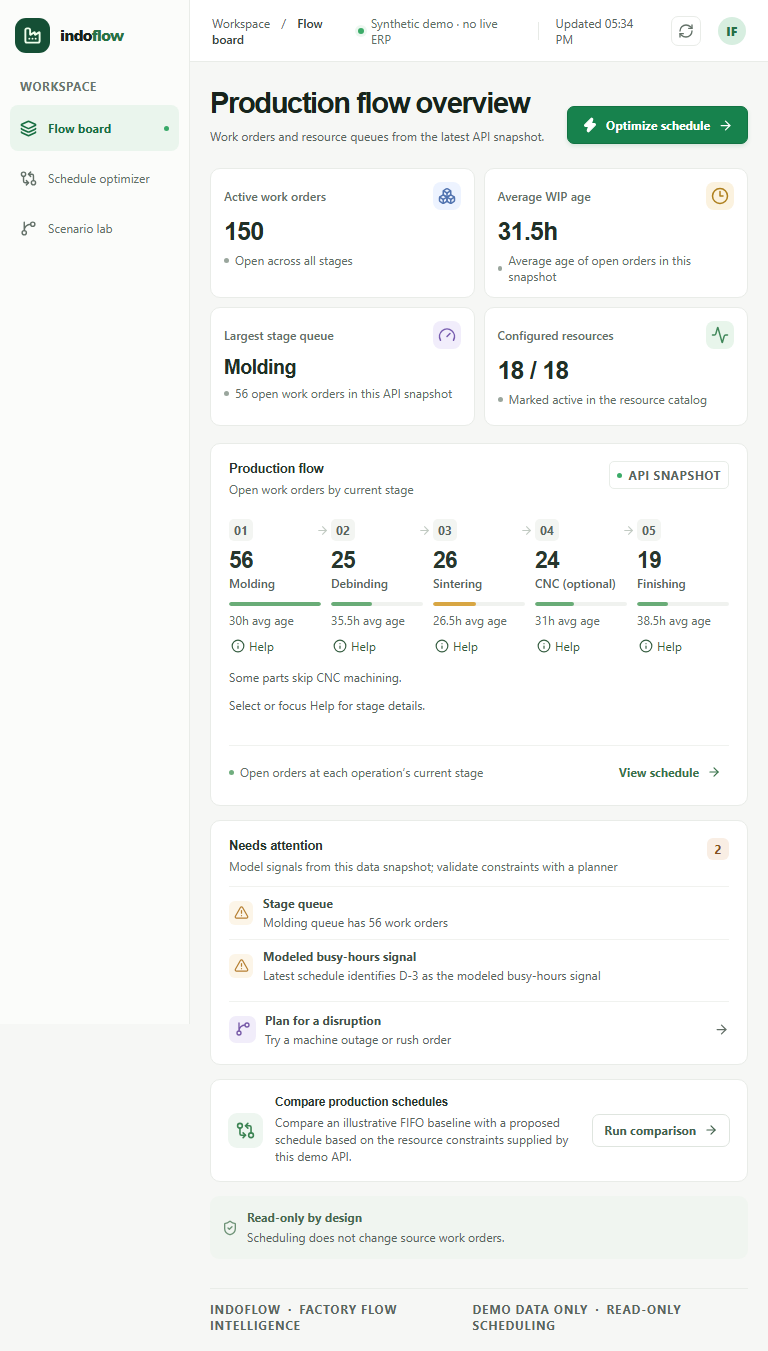 indoflow
WORKSPACE
Flow board
Schedule optimizer
Scenario lab
Workspace / Flow
board
Synthetic demo · no live
ERP
Updated 05:34
PM
IF
Production flow overview
Work orders and resource queues from the latest API snapshot.
Optimize schedule
Active work orders
150
Open across all stages
Average WIP age
31.5h
Average age of open orders in this
snapshot
Largest stage queue
Molding
56 open work orders in this API snapshot
Configured resources
18 / 18
Marked active in the resource catalog
Production flow
Open work orders by current stage
API SNAPSHOT
01
56
Molding
30h avg age
Help
02
25
Debinding
35.5h avg age
Help
03
26
Sintering
26.5h avg age
Help
04
24
CNC (optional)
31h avg age
Help
05
19
Finishing
38.5h avg age
Help
Some parts skip CNC machining.
Select or focus Help for stage details.
Open orders at each operation's current stage
View schedule
Needs attention
2
Model signals from this data snapshot; validate constraints with a planner
Stage queue
Molding queue has 56 work orders
Modeled busy-hours signal
Latest schedule identifies D-3 as the modeled busy-hours signal
Plan for a disruption
Try a machine outage or rush order
Compare production schedules
Compare an illustrative FIFO baseline with a proposed
schedule based on the resource constraints supplied by
this demo API.
Run comparison
Read-only by design
Scheduling does not change source work orders.
INDOFLOW · FACTORY FLOW
INTELLIGENCE
DEMO DATA ONLY · READ-ONLY
SCHEDULING